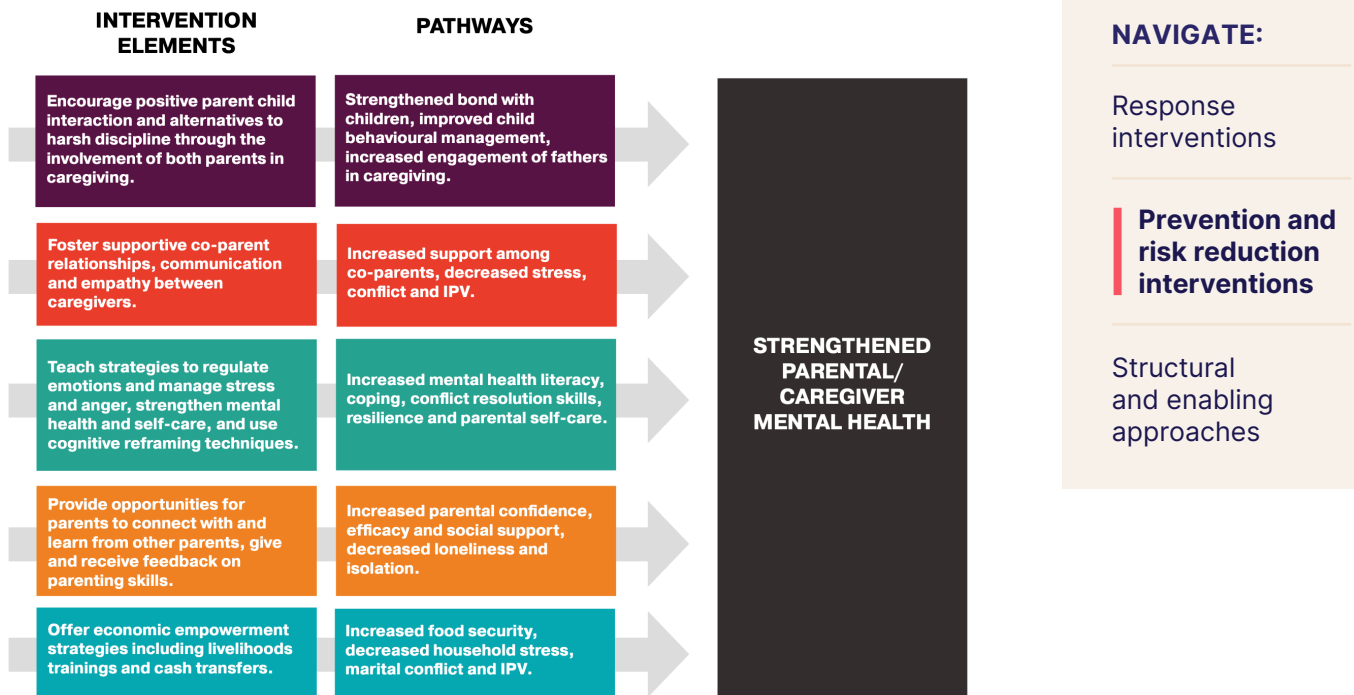 INTERVENTION
ELEMENTS
PATHWAYS
Encourage positive parent child
interaction and alternatives to
harsh discipline through the
involvement of both parents in
caregiving.
Strengthened bond with
children, improved child
behavioural management,
increased engagement of fathers
in caregiving.
Foster supportive co-parent
relationships, communication
and empathy between
caregivers.
Increased support among
co-parents, decreased stress,
conflict and IPV.
Teach strategies to regulate
emotions and manage stress
and anger, strengthen mental
health and self-care, and use
cognitive reframing techniques.
Increased mental health literacy,
coping, conflict resolution skills,
resilience and parental self-care.
Provide opportunities for
parents to connect with and
learn from other parents, give
and receive feedback on
parenting skills.
Increased parental confidence,
efficacy and social support,
decreased loneliness and
isolation.
Offer economic empowerment
strategies including livelihoods
trainings and cash transfers.
Increased food security,
decreased household stress,
marital conflict and IPV.
STRENGTHENED
PARENTAL/
CAREGIVER
MENTAL HEALTH
NAVIGATE:
Response
interventions
Prevention and
risk reduction
interventions
Structural
and enabling
approaches